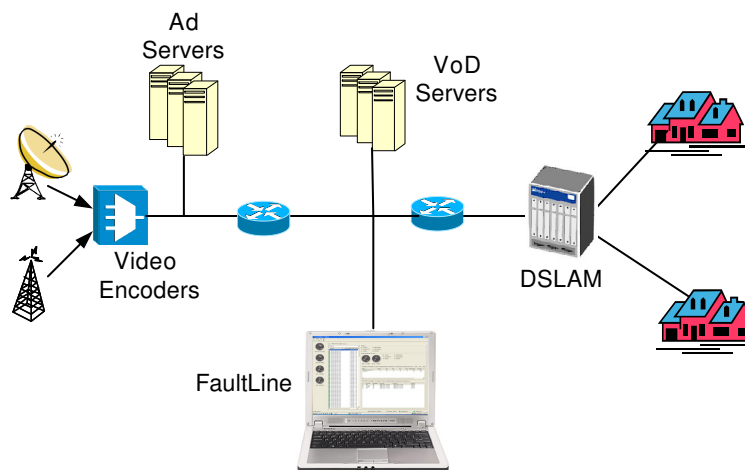 Ad
Servers
VoD
Servers
Video
Encoders
DSLAM
FaultLine